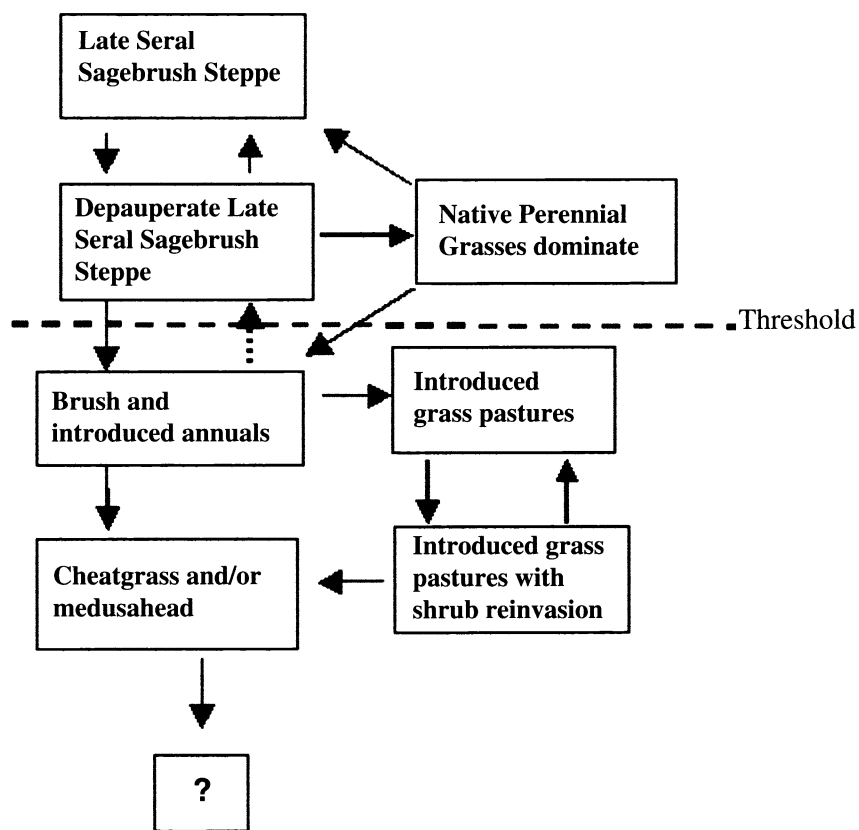 Late Seral
Sagebrush Steppe
Depauperate Late
Seral Sagebrush
Steppe
Native Perennial
Grasses dominate
Threshold
Brush and
introduced annuals
Introduced
grass pastures
Cheatgrass and/or
medusahead
Introduced grass
pastures with
shrub reinvasion
?